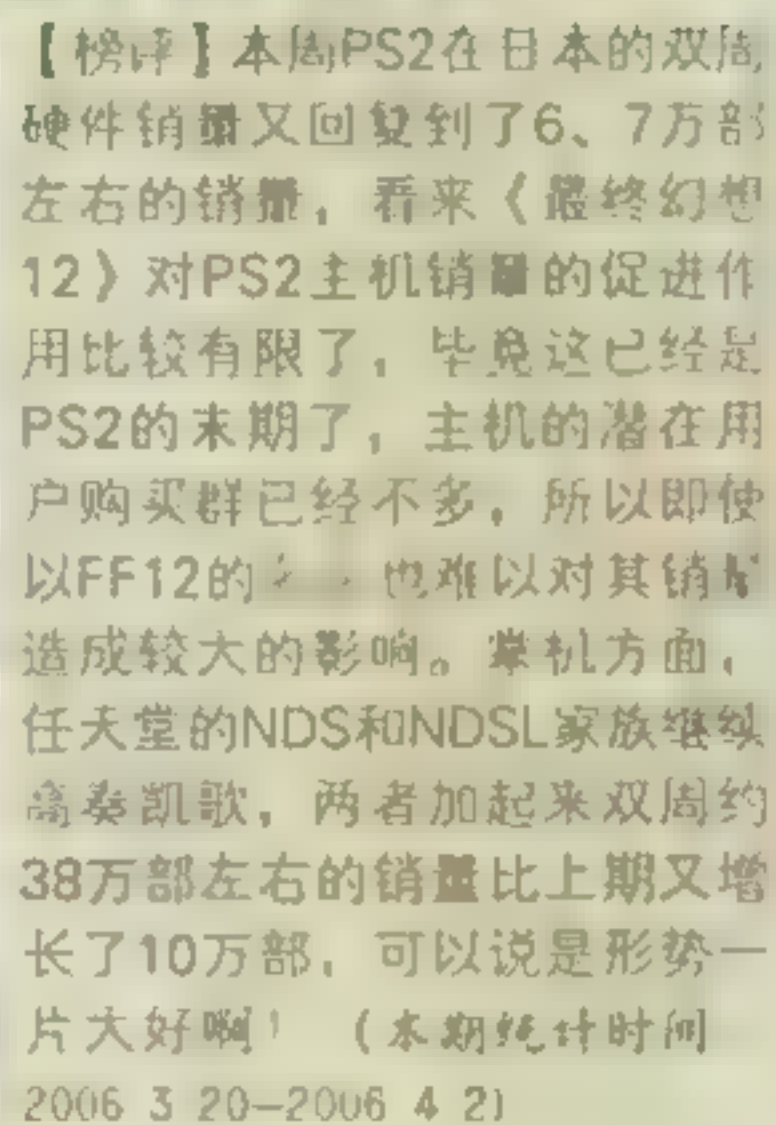 【榜评】本周PS2在日本的双周
硬件销量又回复到了6、7万部
左右的销量，看来《最终幻想
12》对PS2主机销量的促进作
用比较有限了，毕竟这已经是
PS2的末期了，主机的潜在用
户购买群已经不多，所以即使
以FF12的 也难以对其销量
造成较大的影响。掌机方面，
任天堂的NDS和NDSL家族继续
高奏凯歌，两者加起来双周约
38万部左右的销量比上期又增
长了10万部，可以说是形势一
片大好啊！（本期统计时间
2006 3 20—2006 4 2）